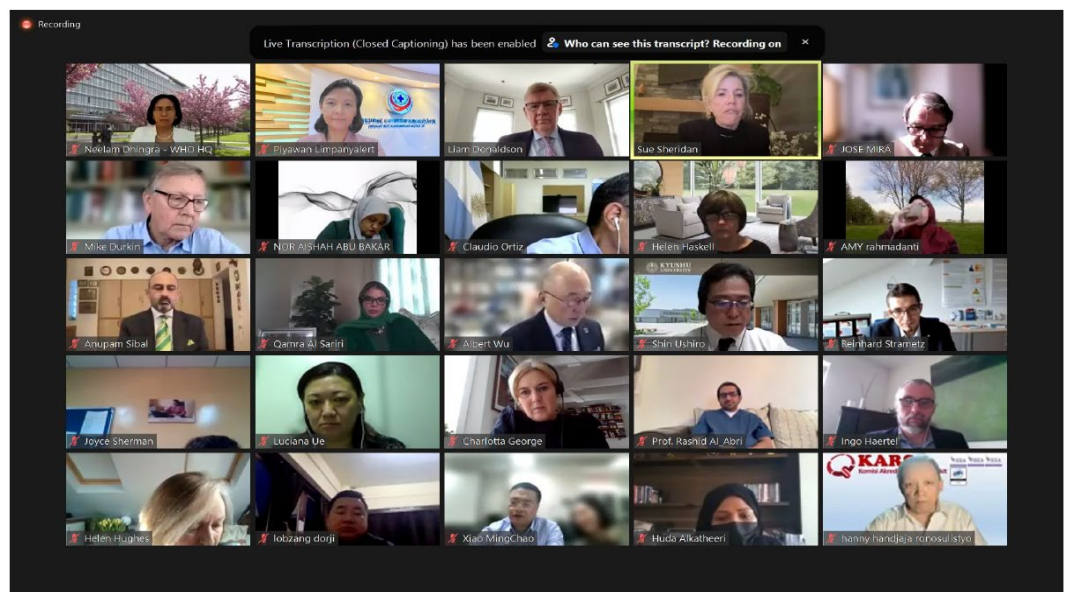 Recording
Live Transcription (Closed Captioning) has been enabled Who can see this transcript? Recording on ×
Neelam Dhingra - WHO HQ
Piyawan Limpanyalert
Liam Donaldson
Sue Sheridan
JOSE MIRA
Mike Durkin
NOR AISHAH ABU BAKAR
Claudio Ortiz
Helen Haskell
AMY rahmadanti
KYUSHU
UNIVERSITY
Anupam Sibal
Qamra Al Sariri
Albert Wu
Shin Ushiro
Reinhard Strametz
Joyce Sherman
Luciana Ue
Charlotta George
Prof. Rashid Al_Abri
Ingo Haertel
KARS
Komisi Akred
Helen Hughes
lobzang dorji
Xiao MingChao
Huda Alkatheeri
hanny handjaja ronosulistyo